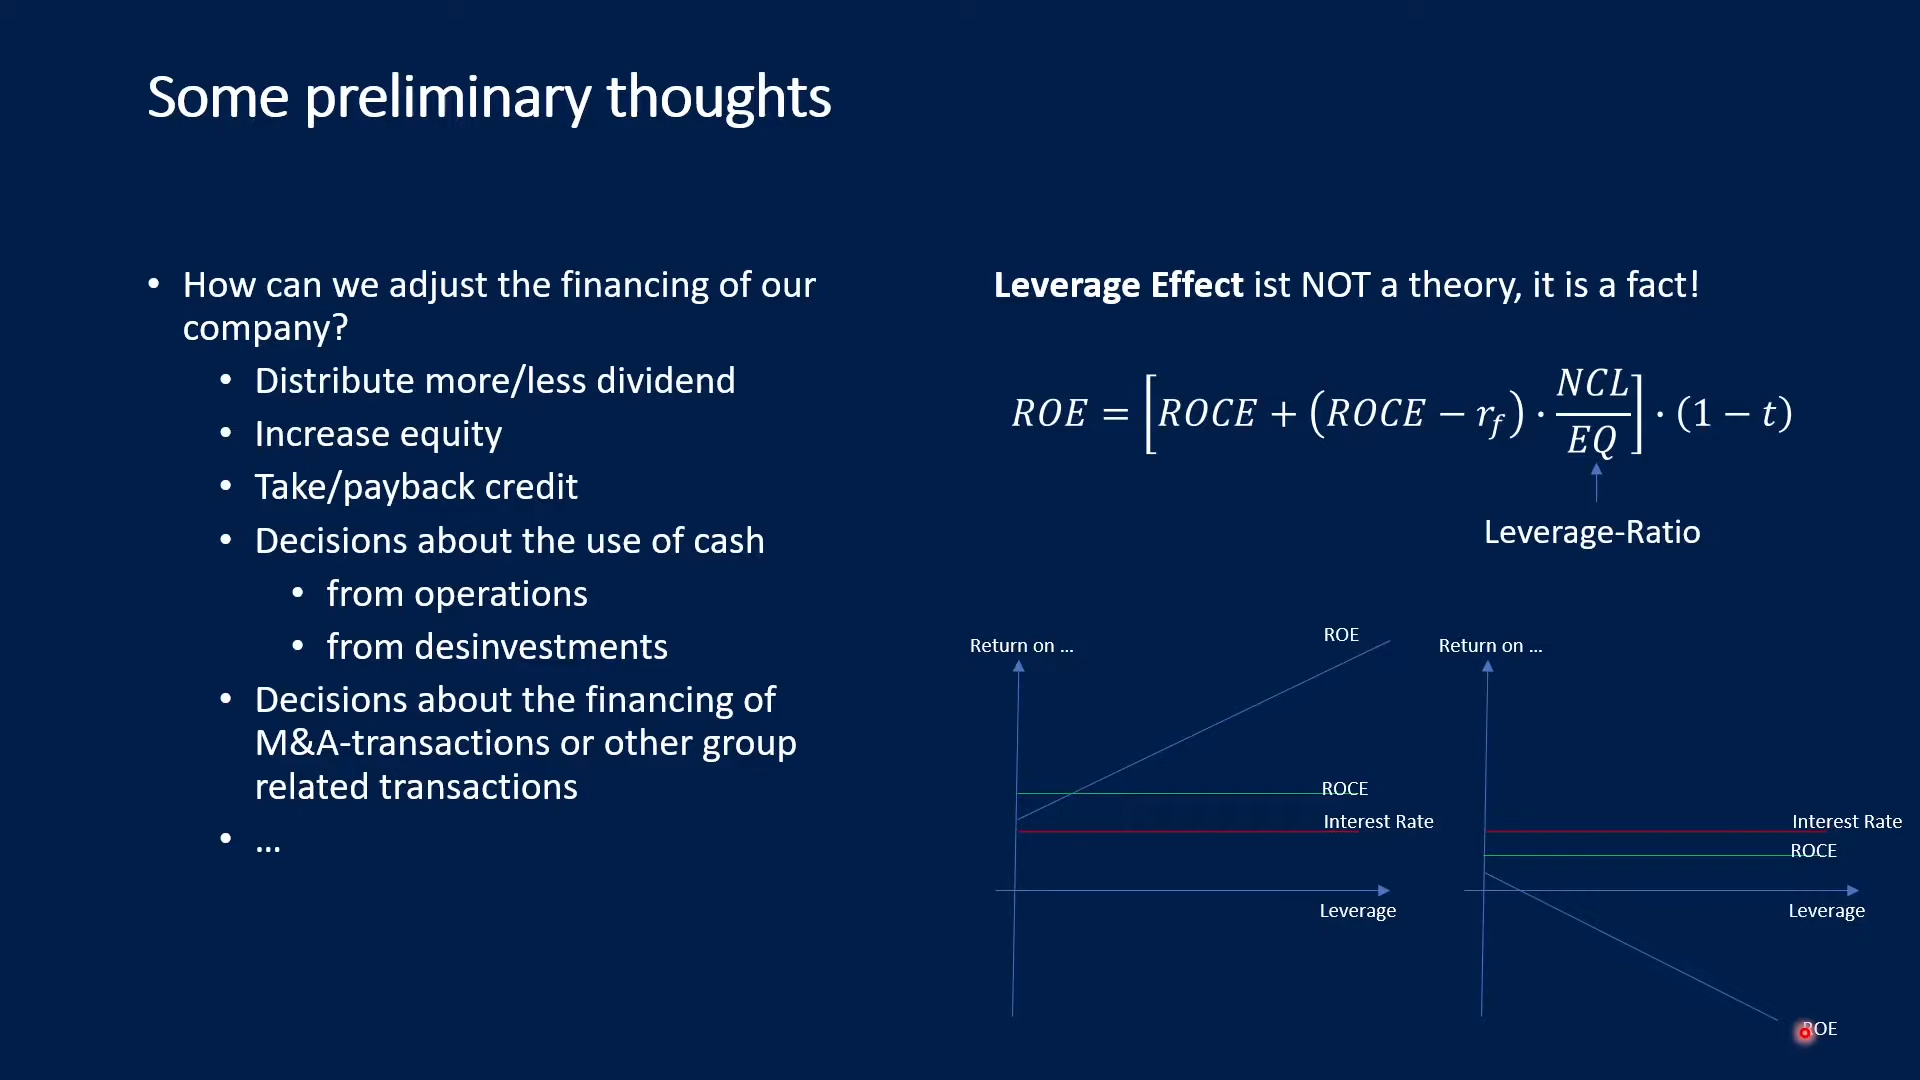 Some preliminary thoughts
• How can we adjust the financing of our
company?
• Distribute more/less dividend
• Increase equity
• Take/payback credit
• Decisions about the use of cash
• from operations
• from desinvestments
• Decisions about the financing of
M&A-transactions or other group
related transactions
• ...
Leverage Effect ist NOT a theory, it is a fact!
ROE = [ROCE + (ROCE − r_f) · NCL/EQ] · (1 − t)
Leverage-Ratio
Return on ...
ROE
ROCE
Interest Rate
Leverage
Return on ...
Interest Rate
ROCE
Leverage
ROE